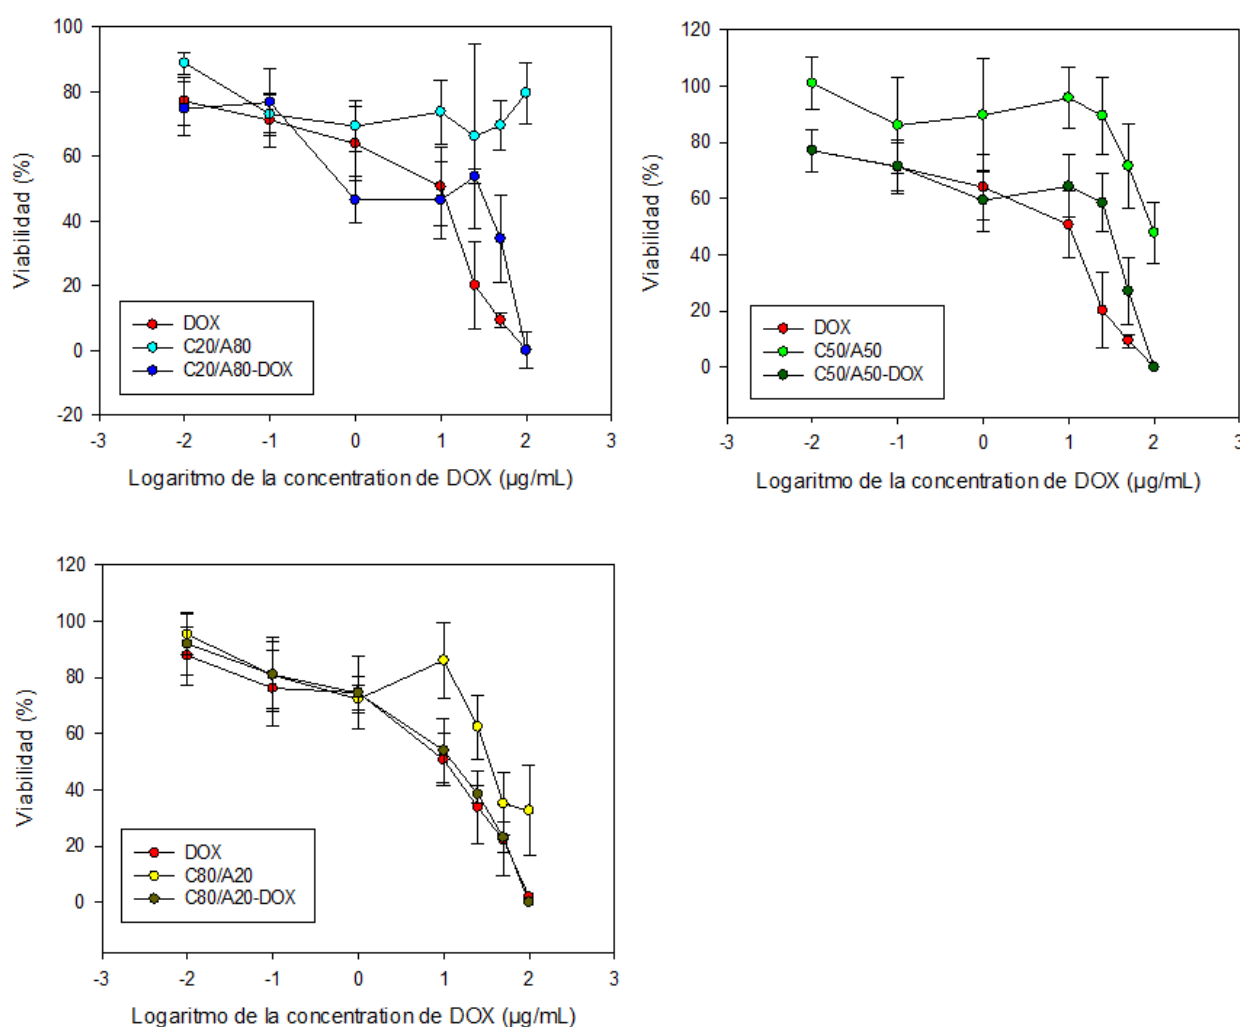 100
80
60
40
20
0
-20
Viabilidad (%)
DOX
C20/A80
C20/A80-DOX
-3 -2 -1 0 1 2 3
Logaritmo de la concentration de DOX (µg/mL)
120
100
80
60
40
20
0
Viabilidad (%)
DOX
C50/A50
C50/A50-DOX
-3 -2 -1 0 1 2 3
Logaritmo de la concentration de DOX (µg/mL)
120
100
80
60
40
20
0
Viabilidad (%)
DOX
C80/A20
C80/A20-DOX
-3 -2 -1 0 1 2 3
Logaritmo de la concentration de DOX (µg/mL)